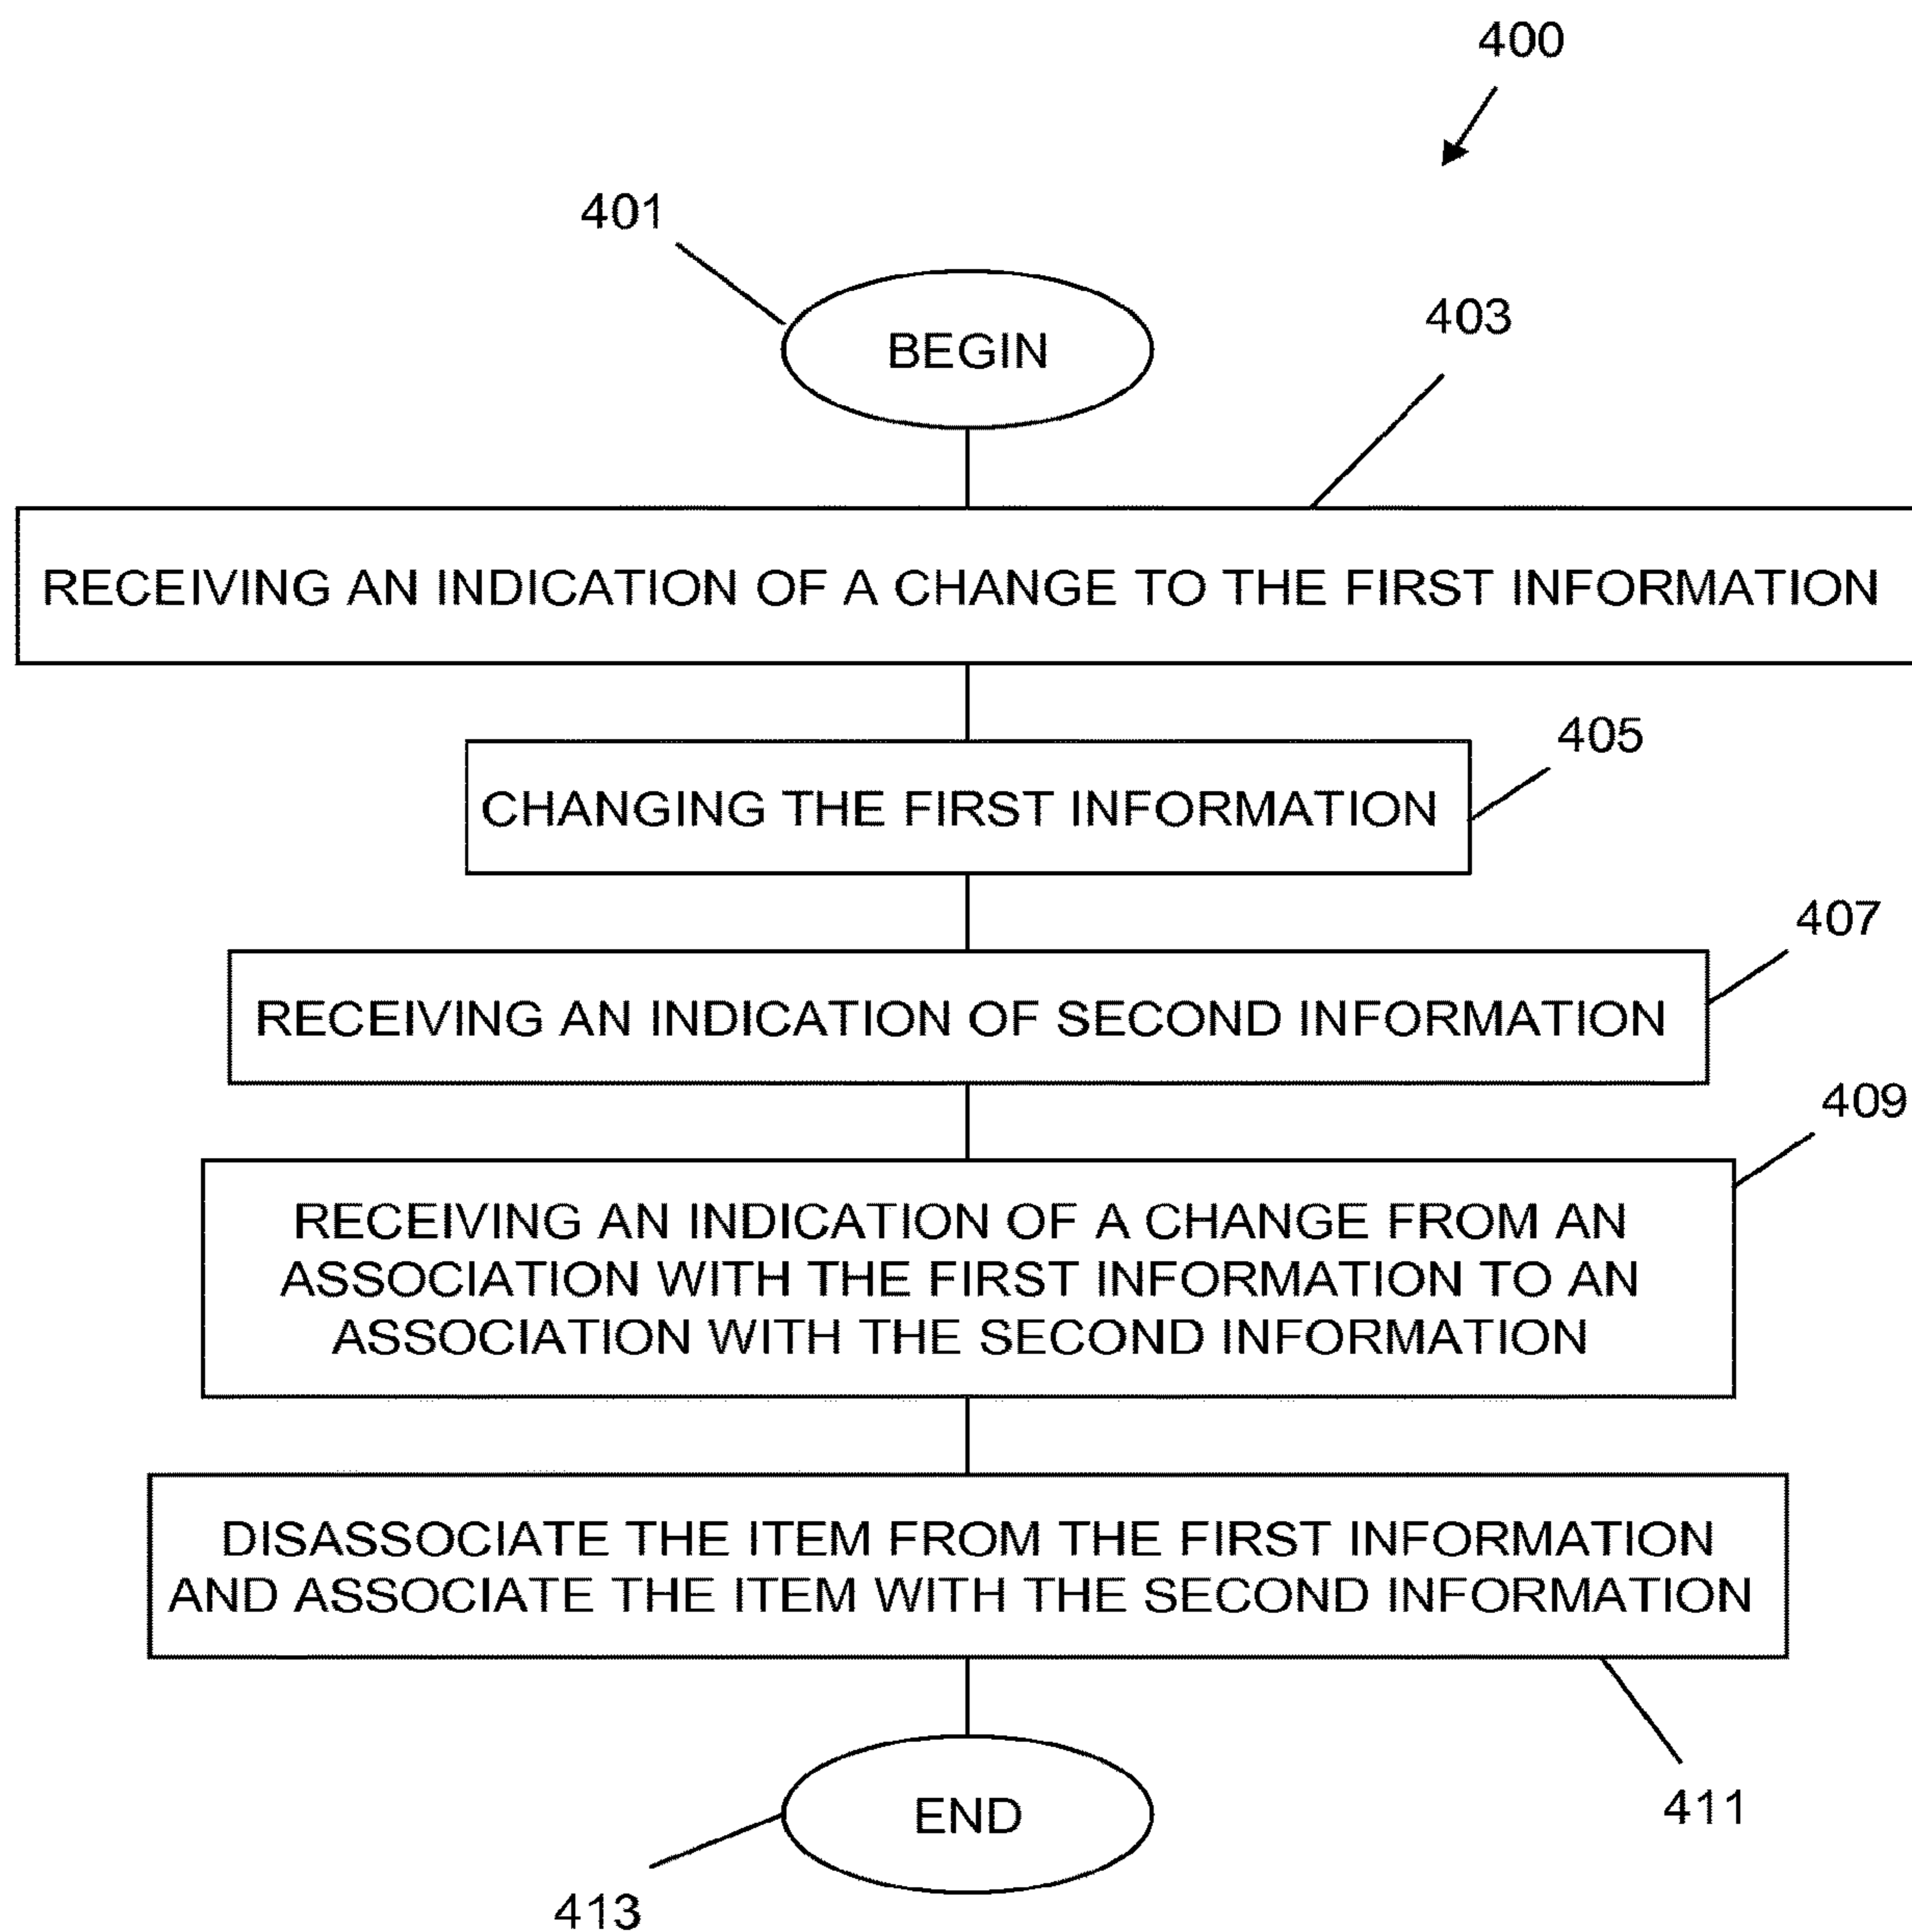 400
401
BEGIN
403
RECEIVING AN INDICATION OF A CHANGE TO THE FIRST INFORMATION
405
CHANGING THE FIRST INFORMATION
407
RECEIVING AN INDICATION OF SECOND INFORMATION
409
RECEIVING AN INDICATION OF A CHANGE FROM AN
ASSOCIATION WITH THE FIRST INFORMATION TO AN
ASSOCIATION WITH THE SECOND INFORMATION
DISASSOCIATE THE ITEM FROM THE FIRST INFORMATION
AND ASSOCIATE THE ITEM WITH THE SECOND INFORMATION
411
END
413